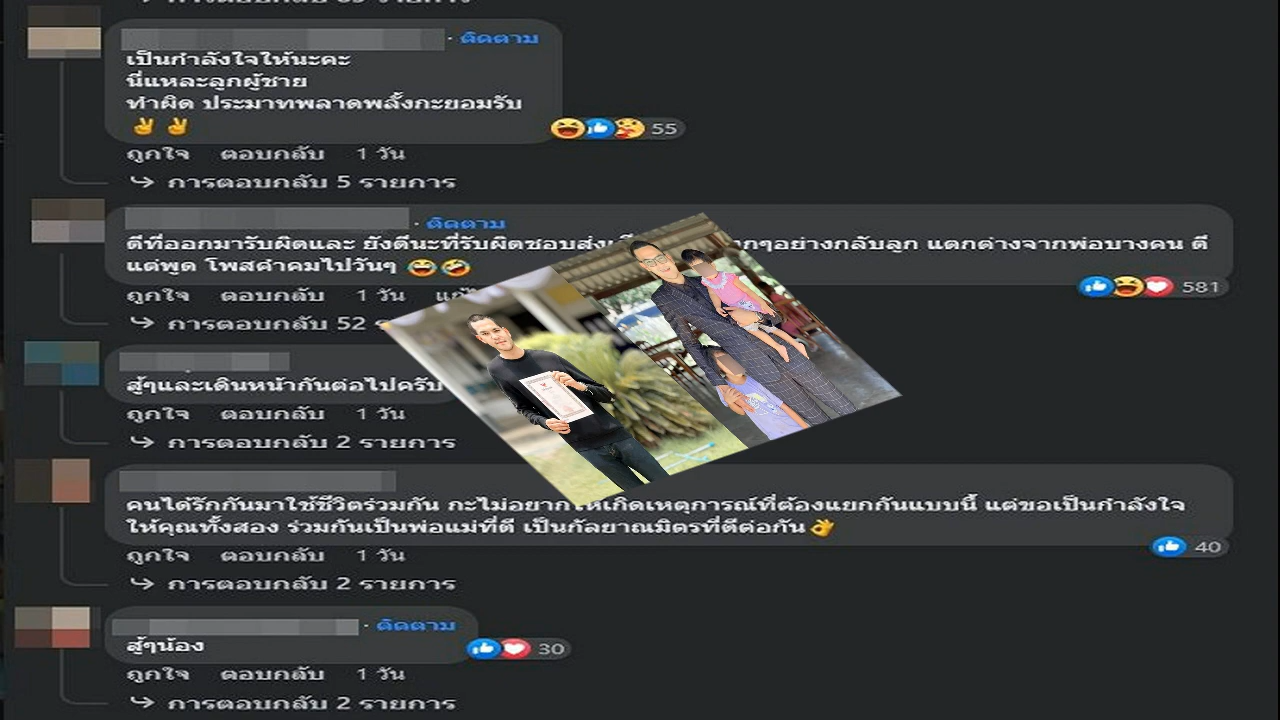 ติดตาม
เป็นกำลังใจให้นะคะ
นี่แหละลูกผู้ชาย
ทำผิด ประมาทพลาดพลั้งกะยอมรับ
✌️ ✌️
55
ถูกใจ ตอบกลับ 1 วัน
การตอบกลับ 5 รายการ
ติดตาม
ดีที่ออกมารับผิดและ ยังดีนะที่รับผิดชอบส่ง กๆอย่างกลับลูก แตกต่างจากพ่อบางคน ดี
แต่พูด โพสคำคมไปวันๆ 😆🤣
581
ถูกใจ ตอบกลับ 1 วัน
การตอบกลับ 52
สู้ๆและเดินหน้ากันต่อไปครับ
ถูกใจ ตอบกลับ 1 วัน
การตอบกลับ 2 รายการ
คนได้รักกันมาใช้ชีวิตร่วมกัน กะไม่อยากให้เกิดเหตุการณ์ที่ต้องแยกกันแบบนี้ แต่ขอเป็นกำลังใจ
ให้คุณทั้งสอง ร่วมกันเป็นพ่อแม่ที่ดี เป็นกัลยาณมิตรที่ดีต่อกัน👌
40
ถูกใจ ตอบกลับ 1 วัน
การตอบกลับ 2 รายการ
ติดตาม
สู้ๆน้อง
30
ถูกใจ ตอบกลับ 1 วัน
การตอบกลับ 2 รายการ